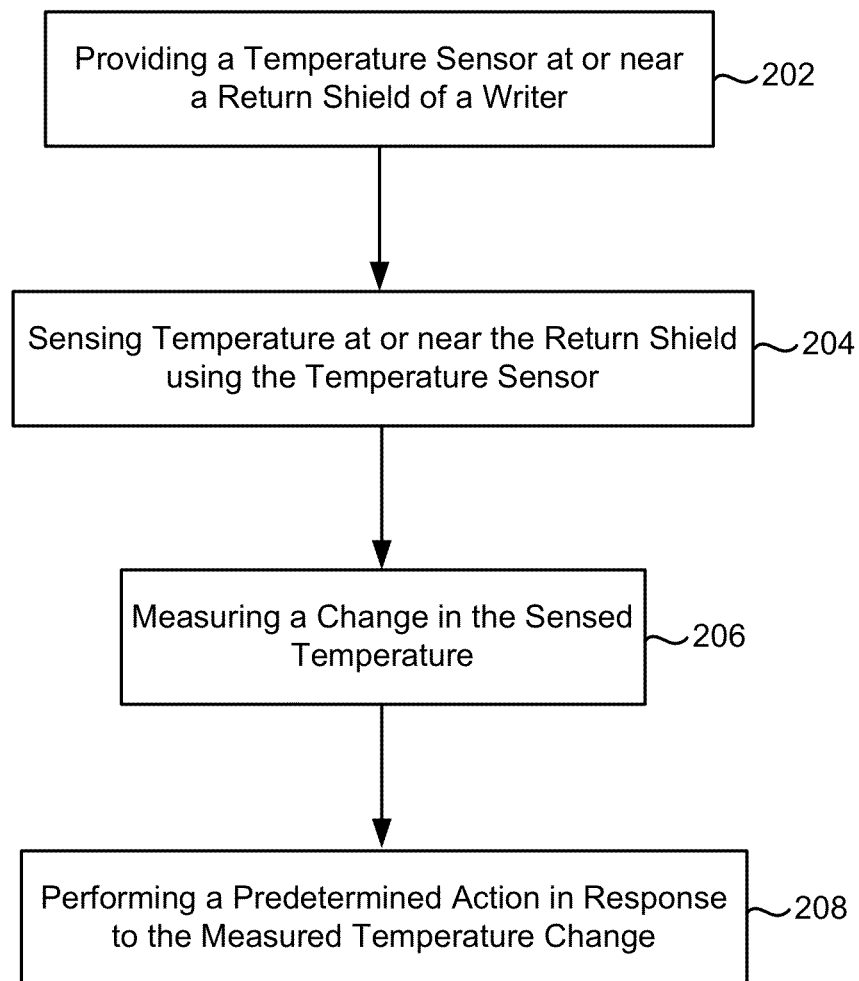 Providing a Temperature Sensor at or near
a Return Shield of a Writer
202
Sensing Temperature at or near the Return Shield
using the Temperature Sensor
204
Measuring a Change in the Sensed
Temperature
206
Performing a Predetermined Action in Response
to the Measured Temperature Change
208